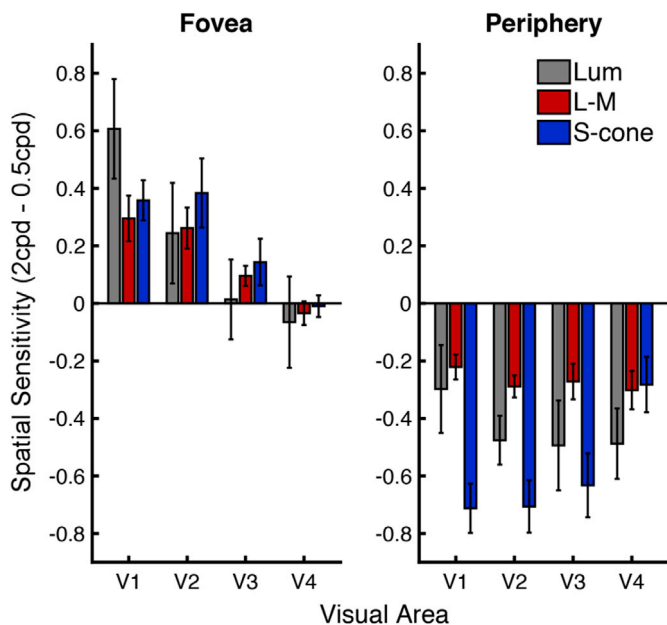 Fovea
Periphery
Spatial Sensitivity (2cpd - 0.5cpd)
0.8
0.6
0.4
0.2
0
-0.2
-0.4
-0.6
-0.8
V1 V2 V3 V4
0.8
0.6
0.4
0.2
0
-0.2
-0.4
-0.6
-0.8
Lum
L-M
S-cone
V1 V2 V3 V4
Visual Area